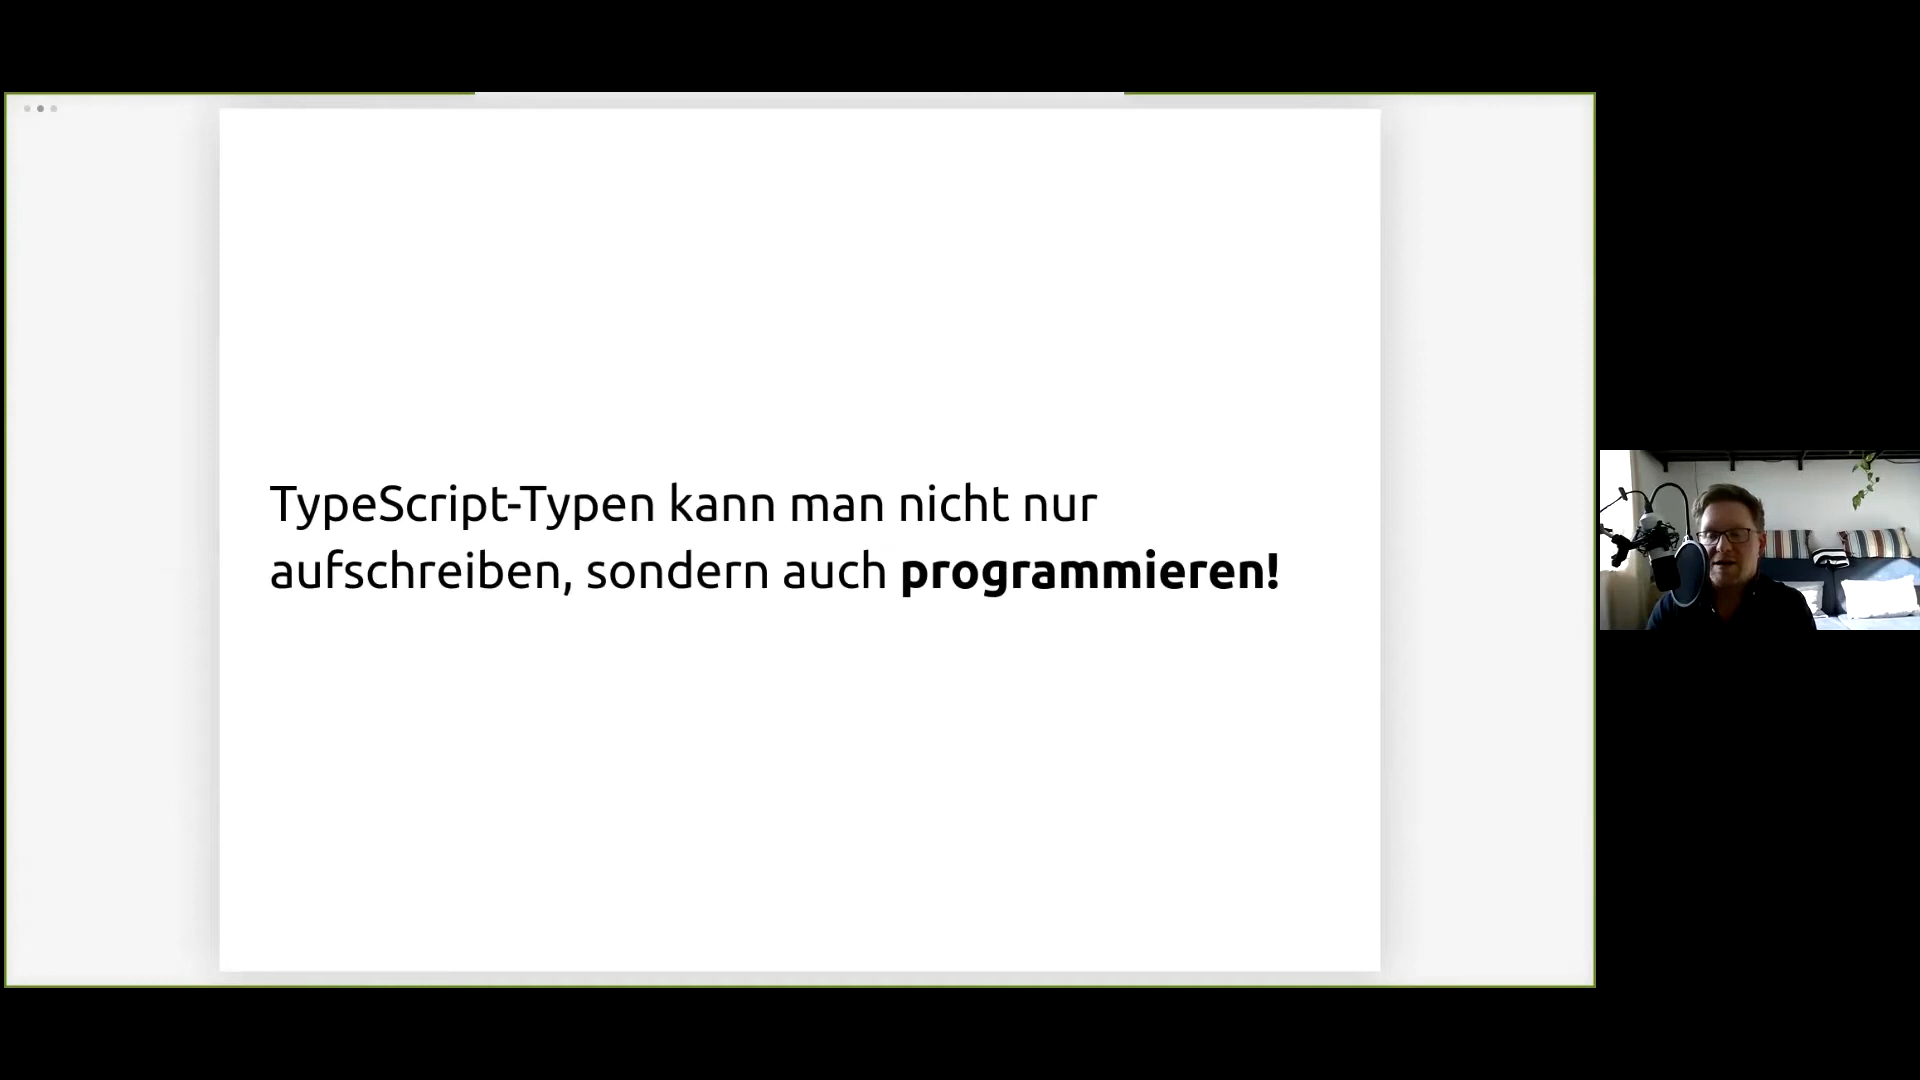 TypeScript-Typen kann man nicht nur
aufschreiben, sondern auch programmieren!